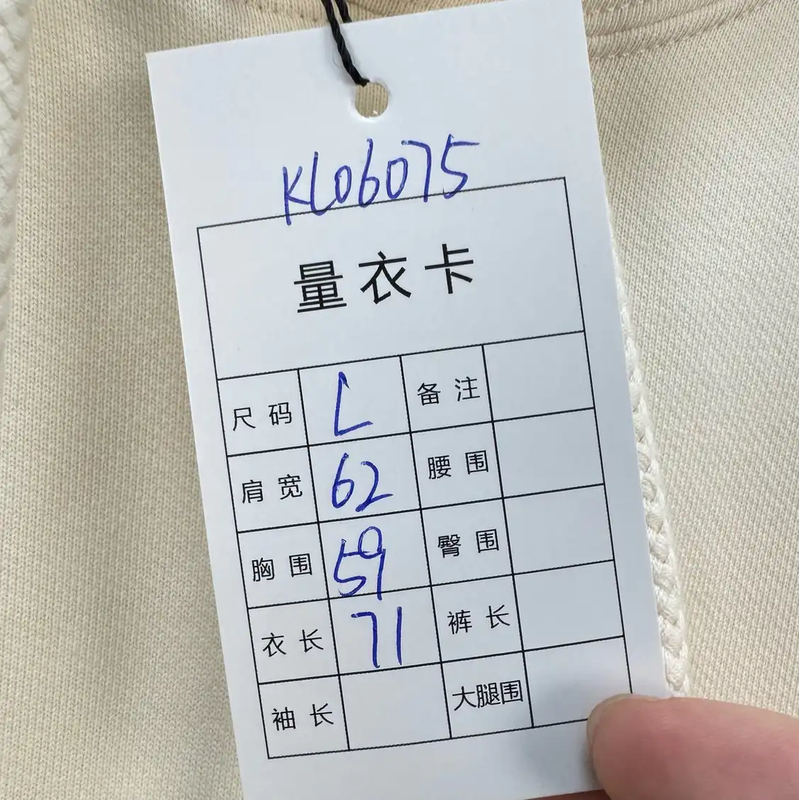 KL06075
量衣卡
尺码 L 备注
肩宽 62 腰围
胸围 59 臀围
衣长 71 裤长
袖长 大腿围